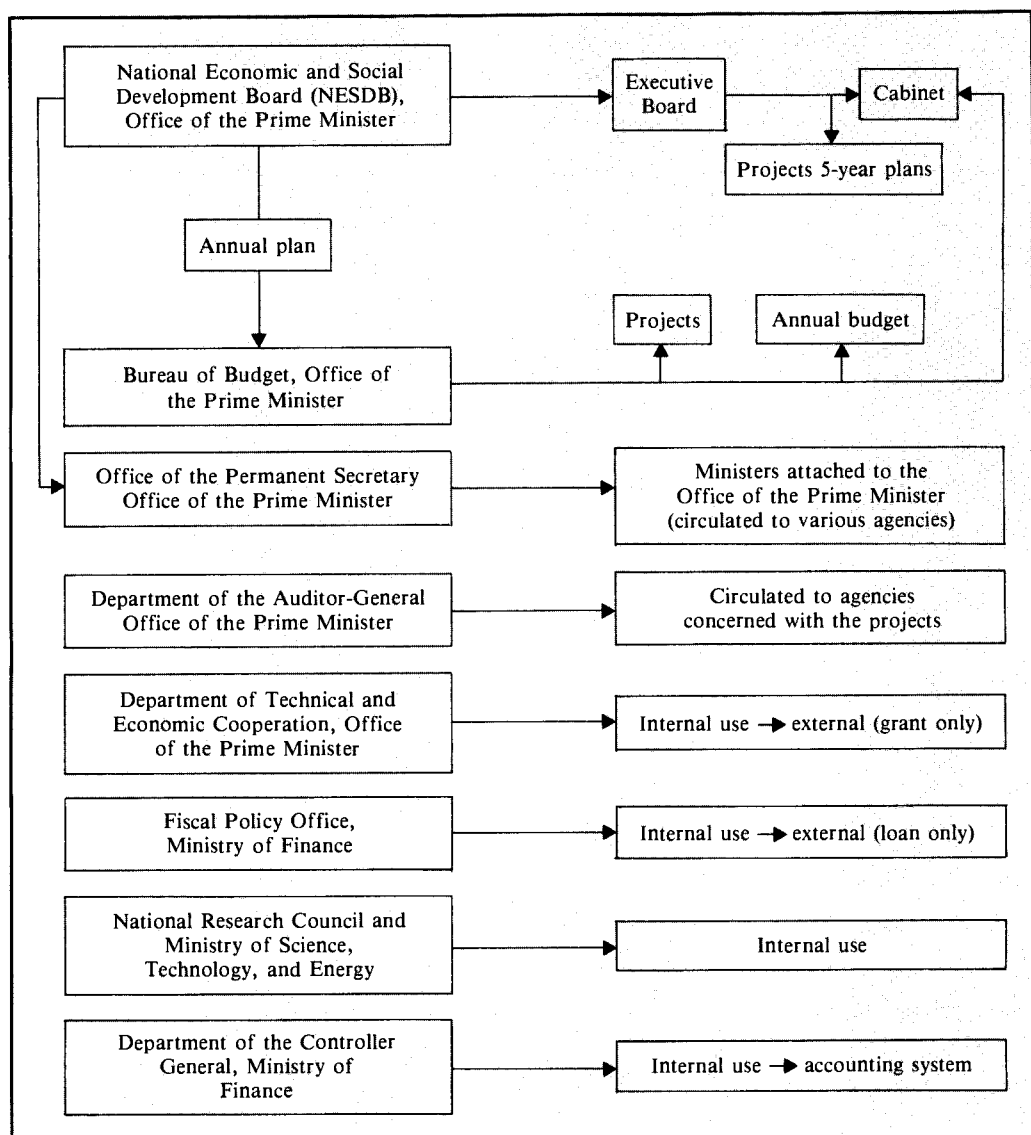 National Economic and Social
Development Board (NESDB),
Office of the Prime Minister
Executive
Board
Cabinet
Projects 5-year plans
Annual plan
Projects
Annual budget
Bureau of Budget, Office of
the Prime Minister
Office of the Permanent Secretary
Office of the Prime Minister
Ministers attached to the
Office of the Prime Minister
(circulated to various agencies)
Department of the Auditor-General
Office of the Prime Minister
Circulated to agencies
concerned with the projects
Department of Technical and
Economic Cooperation, Office
of the Prime Minister
Internal use → external (grant only)
Fiscal Policy Office,
Ministry of Finance
Internal use → external (loan only)
National Research Council and
Ministry of Science,
Technology, and Energy
Internal use
Department of the Controller
General, Ministry of
Finance
Internal use → accounting system